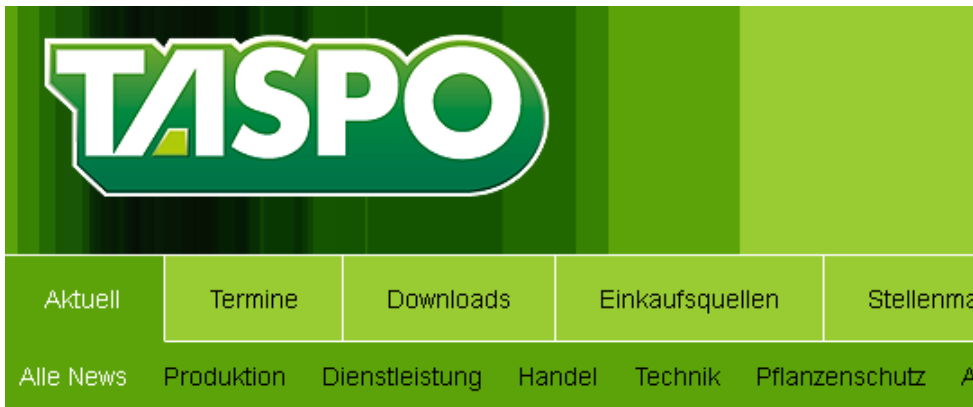 TASPO
Aktuell Termine Downloads Einkaufsquellen
Alle News Produktion Dienstleistung Handel Technik Pflanzenschutz